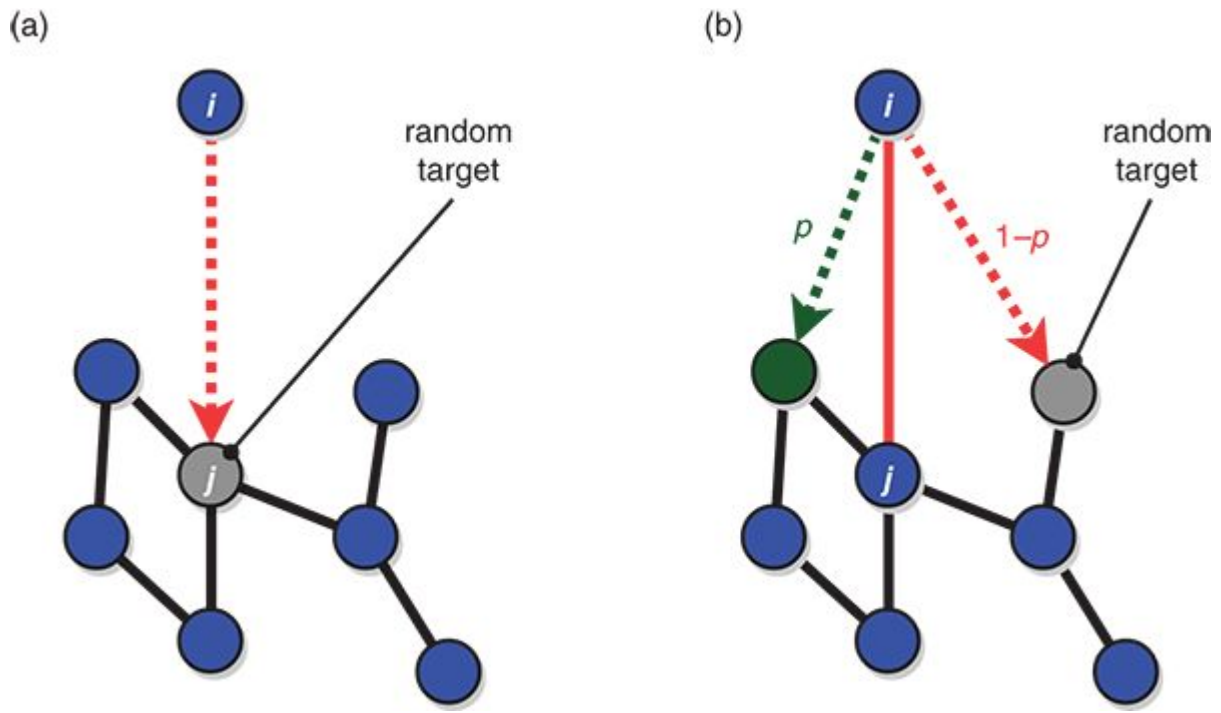 (a)
i
random
target
j
(b)
i
random
target
p
1–p
j